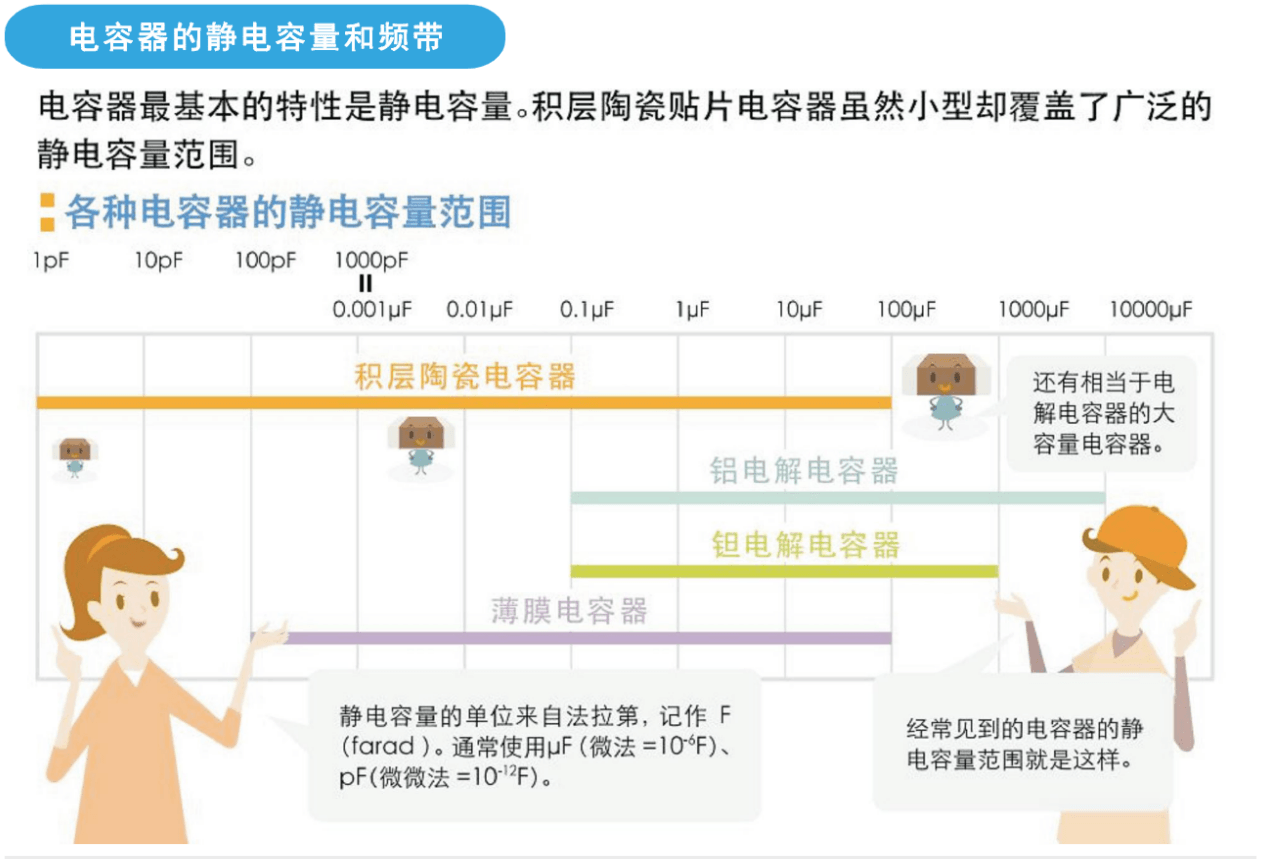 电容器的静电容量和频带
电容器最基本的特性是静电容量。积层陶瓷贴片电容器虽然小型却覆盖了广泛的
静电容量范围。
各种电容器的静电容量范围
1pF 10pF 100pF 1000pF
0.001μF 0.01μF 0.1μF 1μF 10μF 100μF 1000μF 10000μF
积层陶瓷电容器
还有相当于电
解电容器的大
容量电容器。
铝电解电容器
钽电解电容器
薄膜电容器
静电容量的单位来自法拉第，记作 F
(farad)。通常使用μF（微法=10⁻⁶F）、
pF(微微法=10⁻¹²F)。
经常见到的电容器的静
电容量范围就是这样。